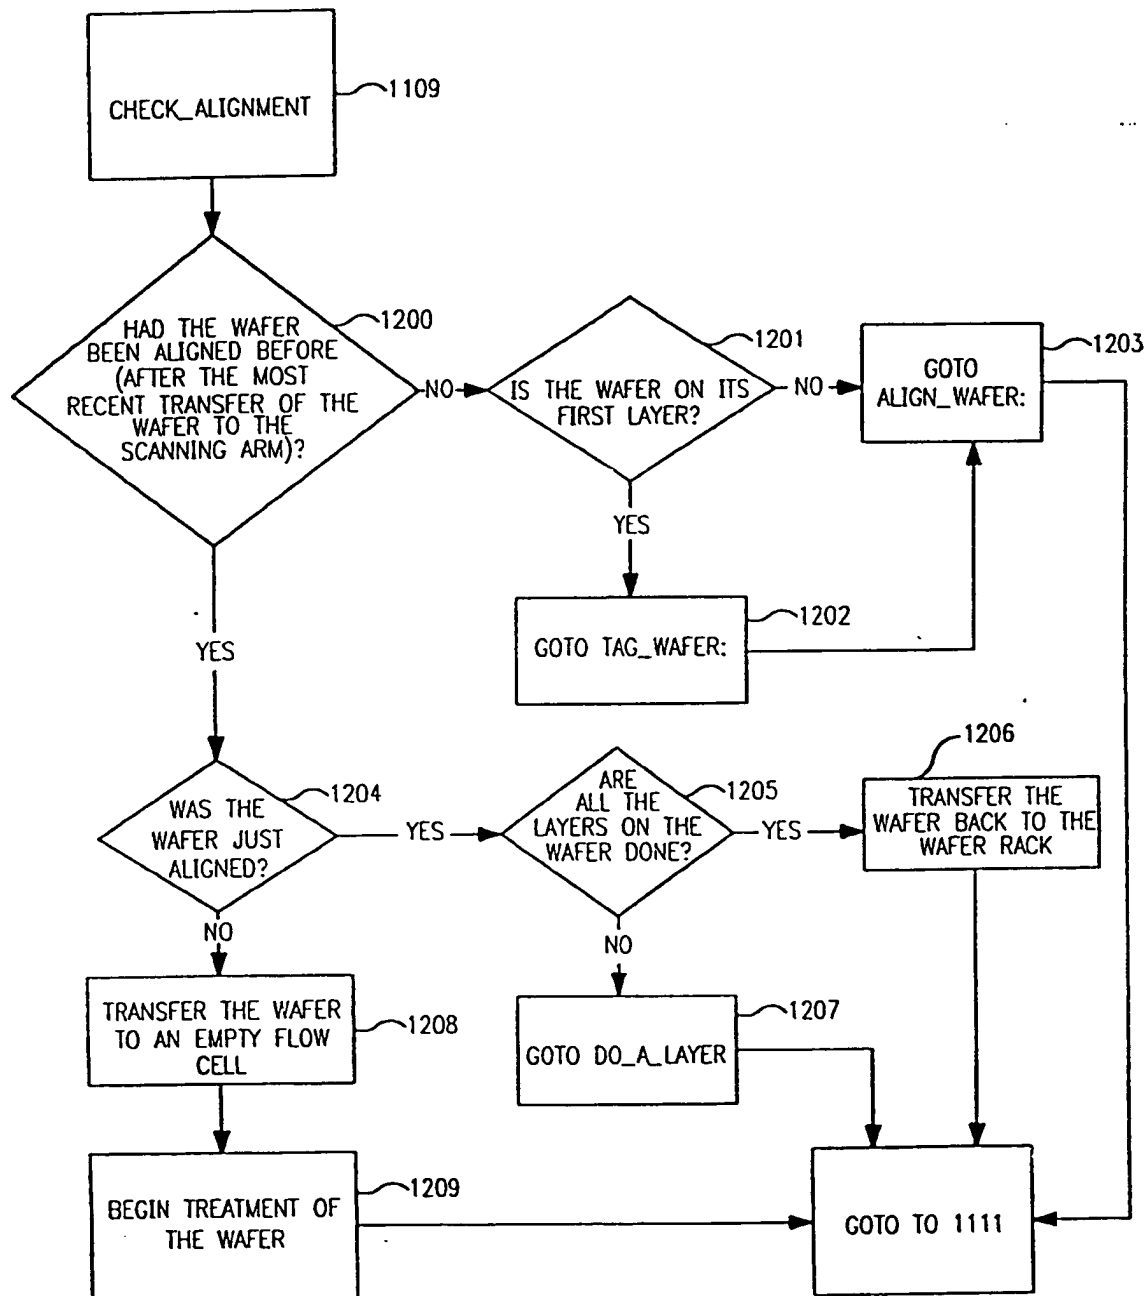 CHECK_ALIGNMENT
1109
HAD THE WAFER
BEEN ALIGNED BEFORE
(AFTER THE MOST
RECENT TRANSFER OF THE
WAFER TO THE
SCANNING ARM)?
1200
NO
IS THE WAFER ON ITS
FIRST LAYER?
1201
NO
GOTO
ALIGN_WAFER:
1203
YES
GOTO TAG_WAFER:
1202
YES
WAS THE
WAFER JUST
ALIGNED?
1204
YES
ARE
ALL THE
LAYERS ON THE
WAFER DONE?
1205
YES
TRANSFER THE
WAFER BACK TO THE
WAFER RACK
1206
NO
TRANSFER THE WAFER
TO AN EMPTY FLOW
CELL
1208
NO
GOTO DO_A_LAYER
1207
BEGIN TREATMENT OF
THE WAFER
1209
GOTO TO 1111